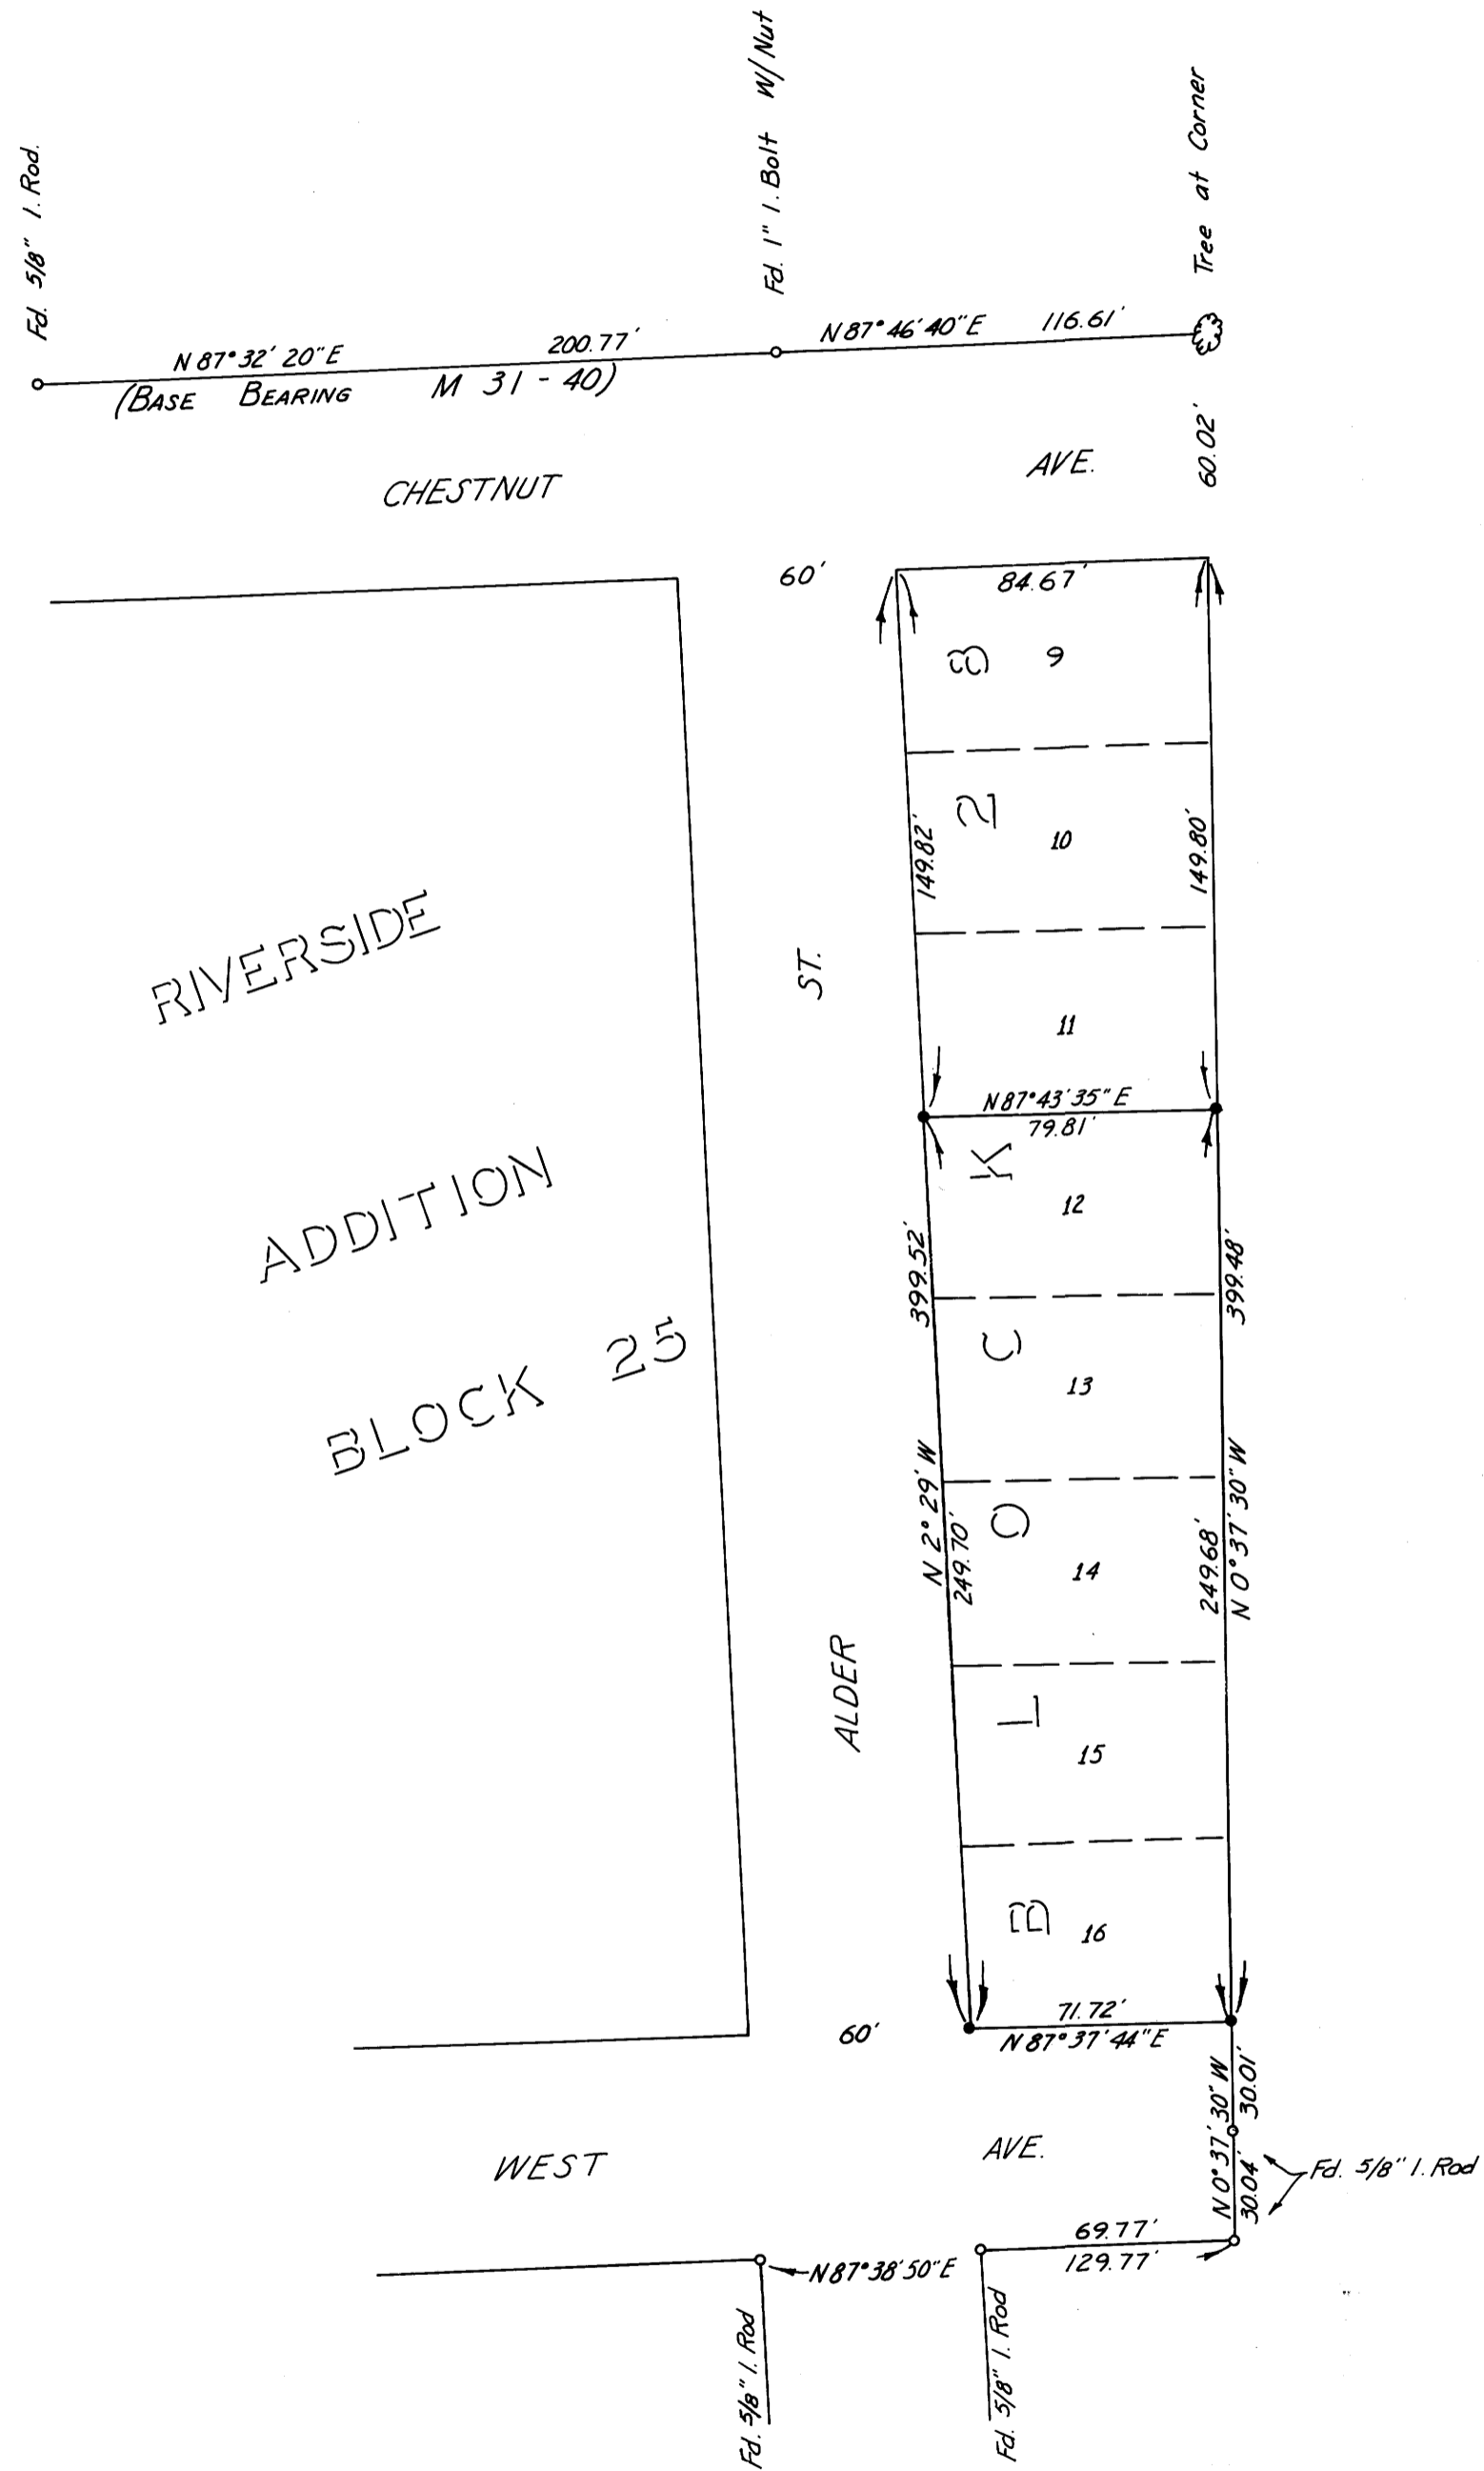 Fd. 5/8" I. Rod.
Fd. 1" I. Bolt W/Nut
Tree at Corner
N 87° 32' 20" E 200.77'
(BASE BEARING M 31 - 40)
N 87° 46' 40" E 116.61'
60.02'
CHESTNUT AVE.
60'
84.67'
9
10
11
149.82'
149.80'
N 87° 43' 35" E
79.81'
12
13
14
15
16
BLOCK 28
399.52'
399.48'
N 2° 29' W
249.70'
249.68'
N 0° 37' 30" W
ALDER ST.
RIVERSIDE
ADDITION
BLOCK 25
60'
71.72'
N 87° 37' 44" E
N 0° 37' 30" W
30.01'
30.04'
Fd. 5/8" I. Rod
WEST AVE.
69.77'
129.77'
N 87° 38' 50" E
Fd. 5/8" I. Rod
Fd. 5/8" I. Rod